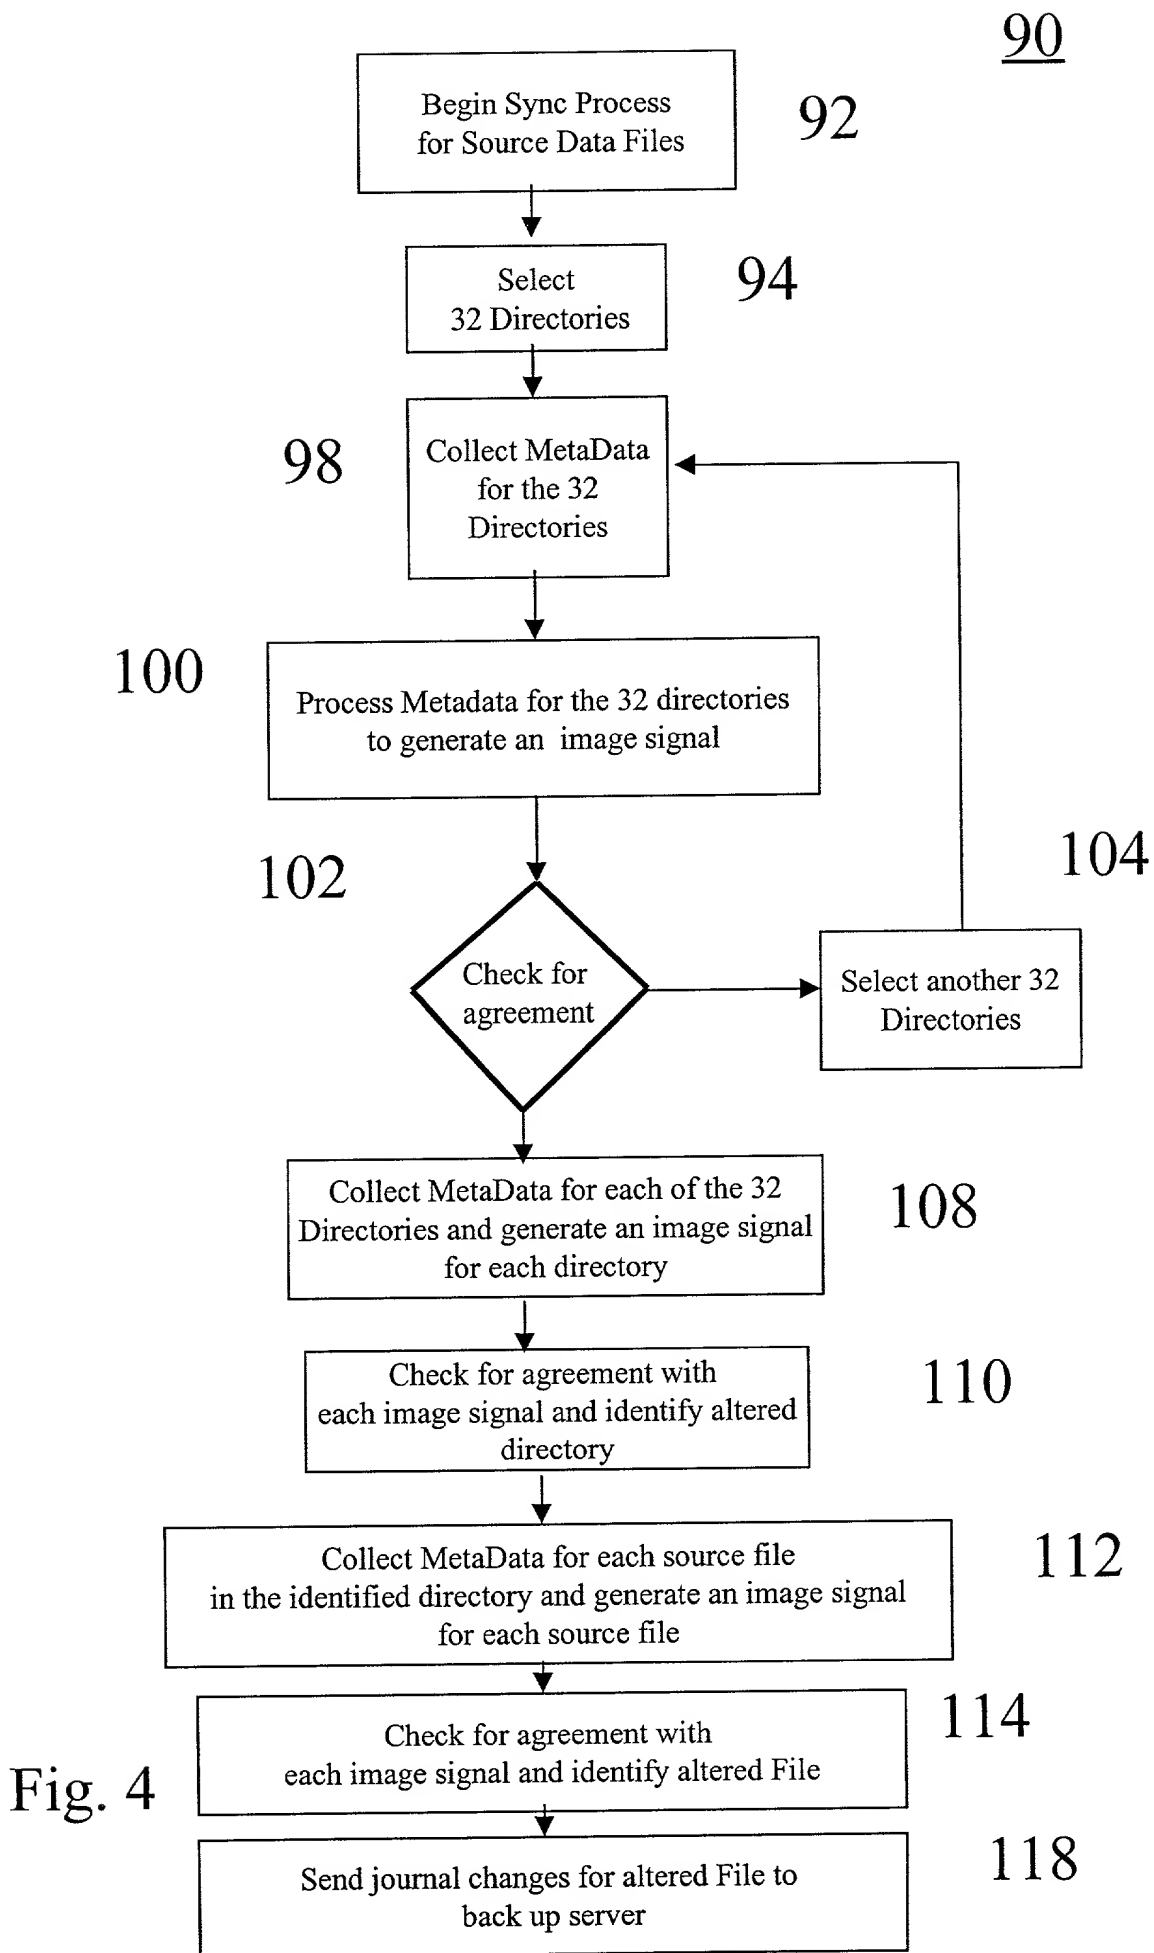 90
Begin Sync Process
for Source Data Files
92
Select
32 Directories
94
98
Collect MetaData
for the 32
Directories
100
Process Metadata for the 32 directories
to generate an image signal
102
Check for
agreement
104
Select another 32
Directories
Collect MetaData for each of the 32
Directories and generate an image signal
for each directory
108
Check for agreement with
each image signal and identify altered
directory
110
Collect MetaData for each source file
in the identified directory and generate an image signal
for each source file
112
Check for agreement with
each image signal and identify altered File
114
Fig. 4
Send journal changes for altered File to
back up server
118